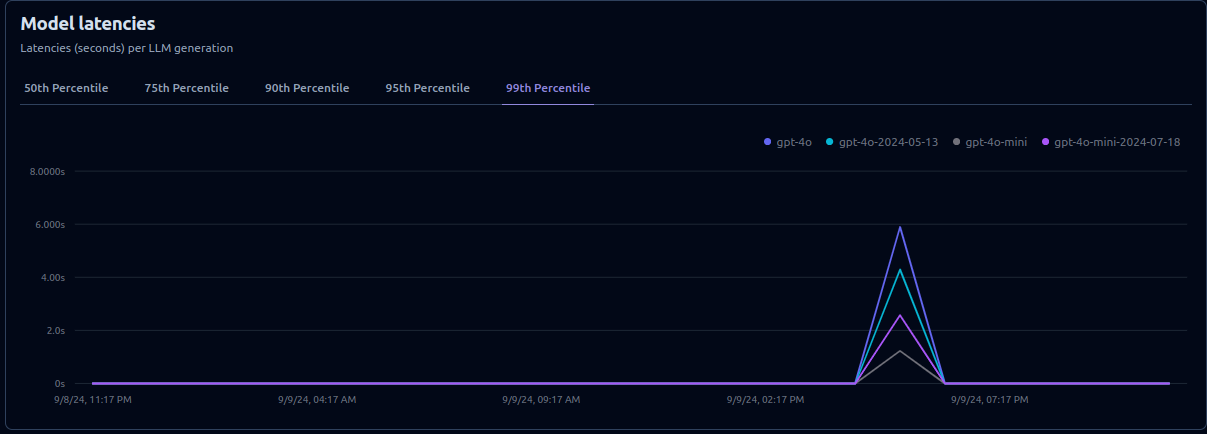 Model latencies
Latencies (seconds) per LLM generation
50th Percentile 75th Percentile 90th Percentile 95th Percentile 99th Percentile
gpt-4o gpt-4o-2024-05-13 gpt-4o-mini gpt-4o-mini-2024-07-18
8.0000s
6.000s
4.00s
2.0s
0s
9/8/24, 11:17 PM 9/9/24, 04:17 AM 9/9/24, 09:17 AM 9/9/24, 02:17 PM 9/9/24, 07:17 PM